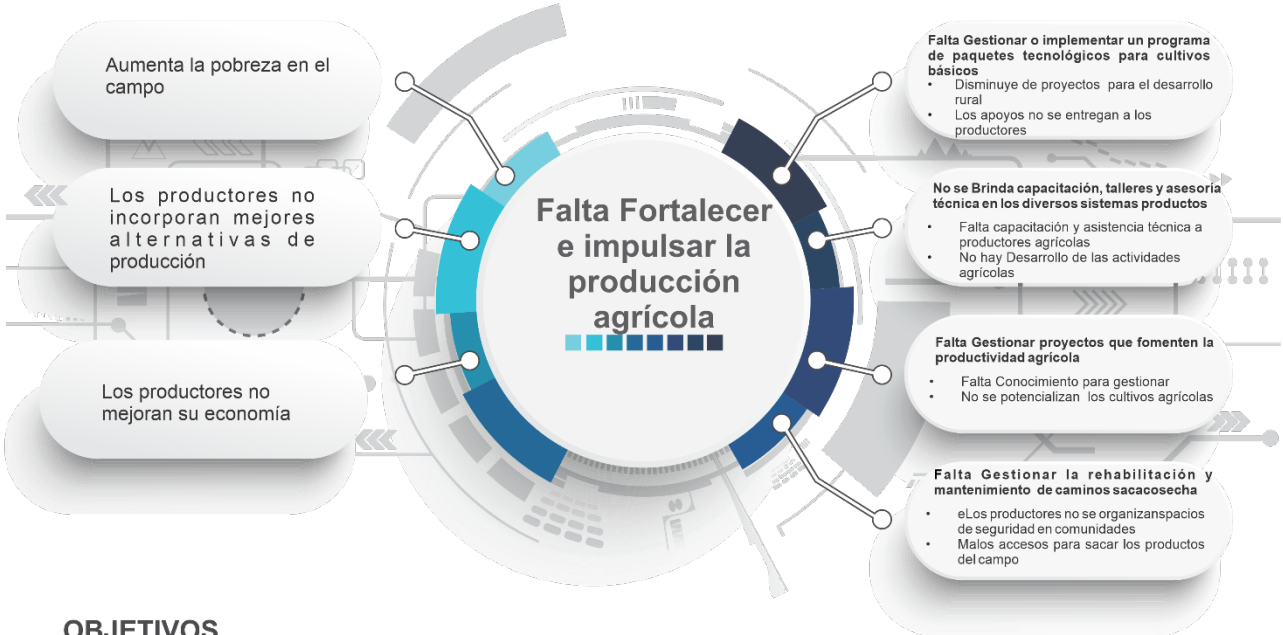 Aumenta la pobreza en el
campo
Los productores no
incorporan mejores
alternativas de
producción
Los productores no
mejoran su economía
Falta Fortalecer
e impulsar la
producción
agrícola
Falta Gestionar o implementar un programa
de paquetes tecnológicos para cultivos
básicos
• Disminuye de proyectos para el desarrollo
rural
• Los apoyos no se entregan a los
productores
No se Brinda capacitación, talleres y asesoría
técnica en los diversos sistemas productos
• Falta capacitación y asistencia técnica a
productores agrícolas
• No hay Desarrollo de las actividades
agrícolas
Falta Gestionar proyectos que fomenten la
productividad agrícola
• Falta Conocimiento para gestionar
• No se potencializan los cultivos agrícolas
Falta Gestionar la rehabilitación y
mantenimiento de caminos sacacosecha
• eLos productores no se organizanspacios
de seguridad en comunidades
• Malos accesos para sacar los productos
del campo
OBJETIVOS